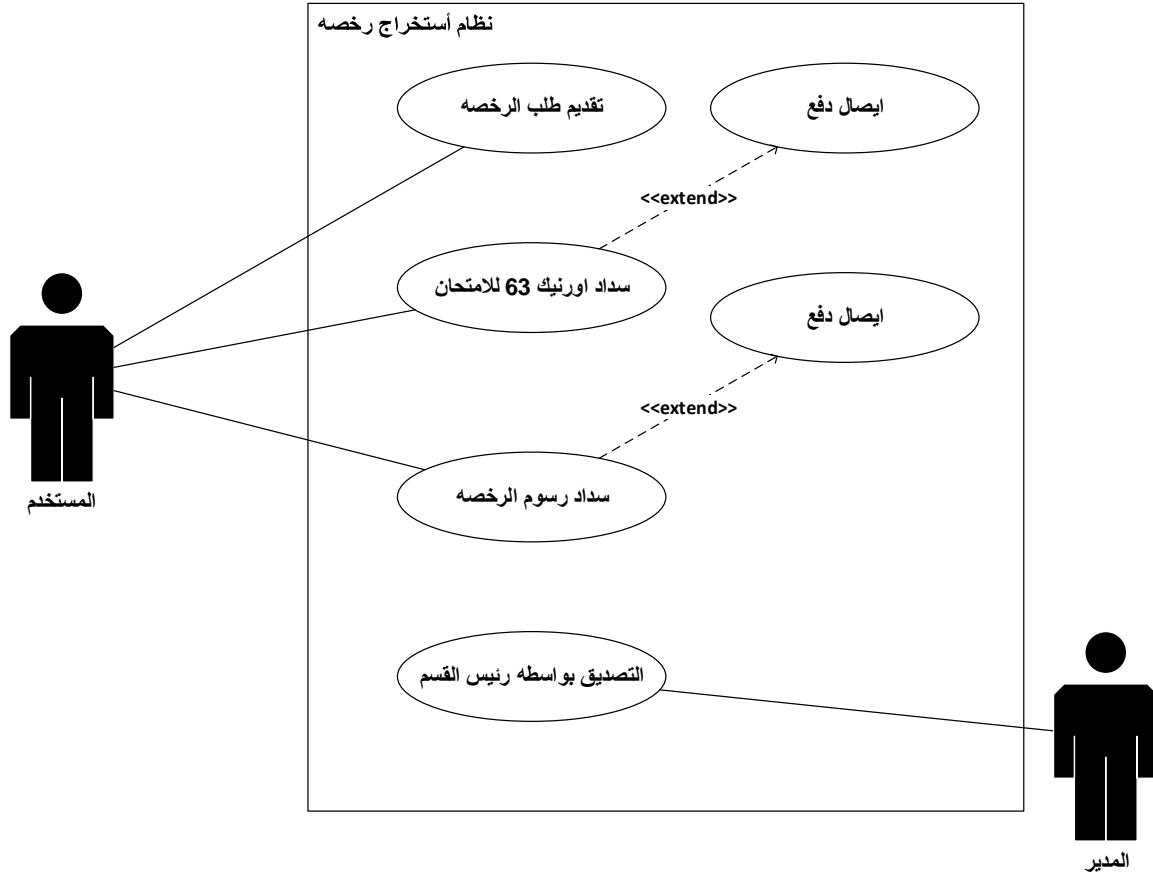 نظام أستخراج رخصه
تقديم طلب الرخصه
ايصال دفع
<<extend>>
سداد اورنيك 63 للامتحان
ايصال دفع
<<extend>>
سداد رسوم الرخصه
المستخدم
التصديق بواسطه رئيس القسم
المدير